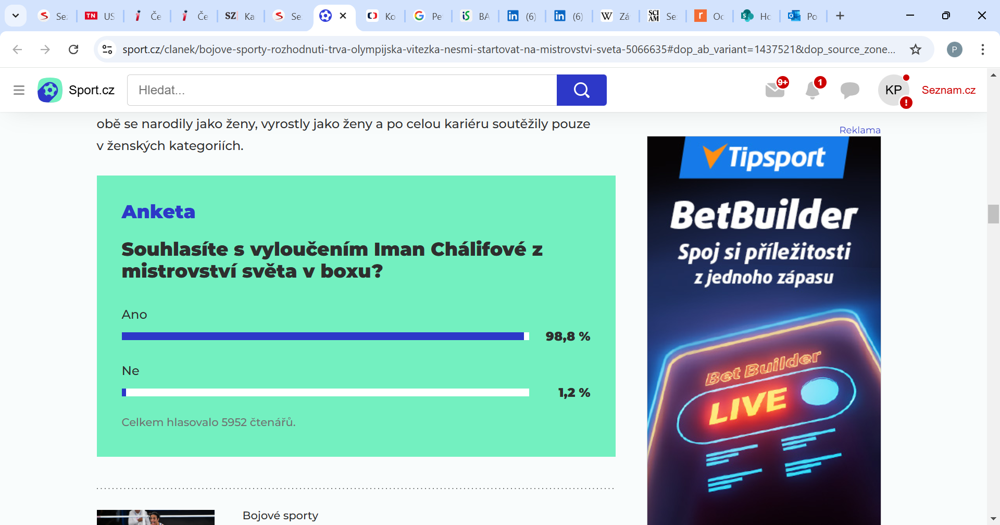 Se
US
Če
Če
SZ Ka
Se
Ko
Pe
BA
(6)
(6)
Zá
Se
Oc
Ho
Po
sport.cz/clanek/bojove-sporty-rozhodnuti-trva-olympijska-vitezka-nesmi-startovat-na-mistrovstvi-sveta-5066635#dop_ab_variant=1437521&dop_source_zone...
P
Sport.cz
Hledat...
9+
1
KP
!
Seznam.cz
obě se narodily jako ženy, vyrostly jako ženy a po celou kariéru soutěžily pouze
v ženských kategoriích.
Anketa
Souhlasíte s vyloučením Iman Chálifové z
mistrovství světa v boxu?
Ano
98,8 %
Ne
1,2 %
Celkem hlasovalo 5952 čtenářů.
Bojové sporty
Reklama
Tipsport
BetBuilder
Spoj si příležitosti
z jednoho zápasu
Bet Builder
LIVE